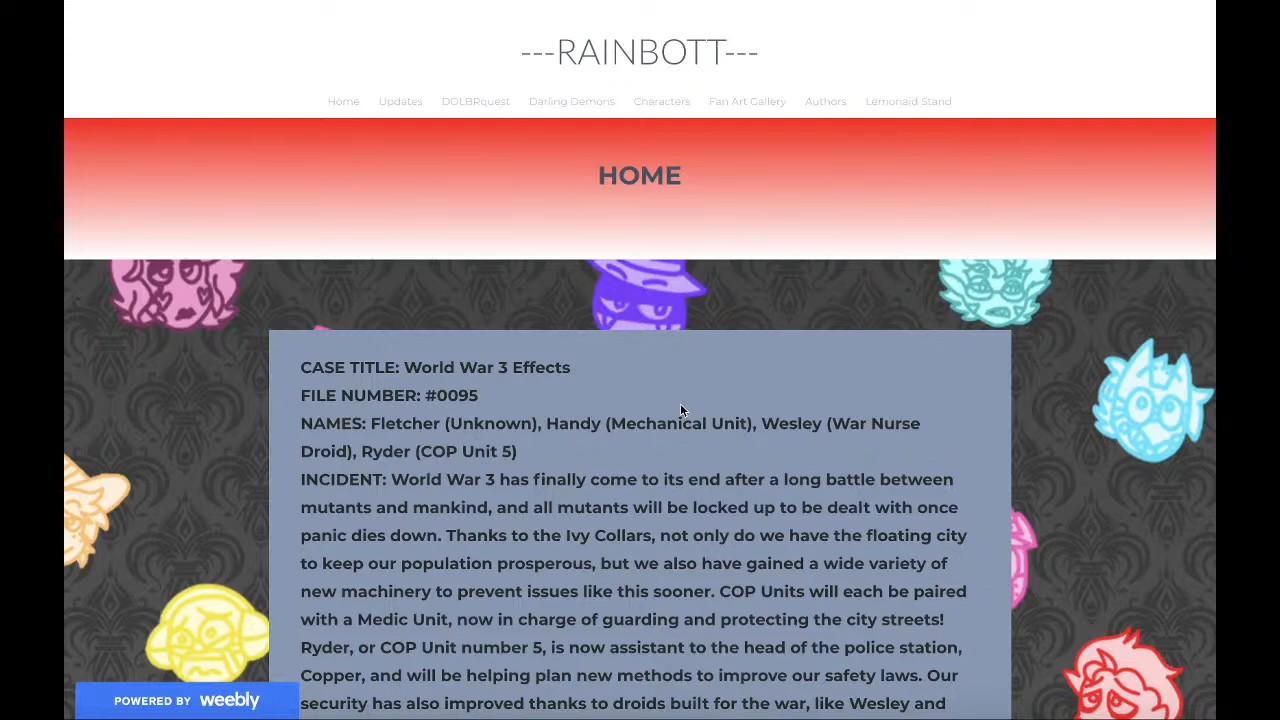 ---RAINBOTT---
Home Updates DOLBRquest Darling Demons Characters Fan Art Gallery Authors Lemonaid Stand
HOME
CASE TITLE: World War 3 Effects
FILE NUMBER: #0095
NAMES: Fletcher (Unknown), Handy (Mechanical Unit), Wesley (War Nurse
Droid), Ryder (COP Unit 5)
INCIDENT: World War 3 has finally come to its end after a long battle between
mutants and mankind, and all mutants will be locked up to be dealt with once
panic dies down. Thanks to the Ivy Collars, not only do we have the floating city
to keep our population prosperous, but we also have gained a wide variety of
new machinery to prevent issues like this sooner. COP Units will each be paired
with a Medic Unit, now in charge of guarding and protecting the city streets!
Ryder, or COP Unit number 5, is now assistant to the head of the police station,
Copper, and will be helping plan new methods to improve our safety laws. Our
security has also improved thanks to droids built for the war, like Wesley and
POWERED BY weebly